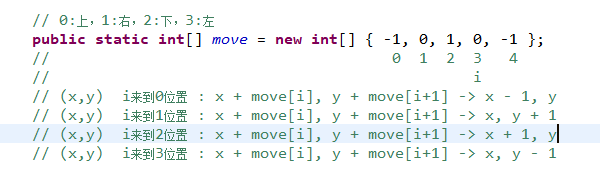 // 0:上，1:右，2:下，3:左
public static int[] move = new int[] { -1, 0, 1, 0, -1 };
// 0 1 2 3 4
// i
// (x,y) i来到0位置 : x + move[i], y + move[i+1] -> x - 1, y
// (x,y) i来到1位置 : x + move[i], y + move[i+1] -> x, y + 1
// (x,y) i来到2位置 : x + move[i], y + move[i+1] -> x + 1, y
// (x,y) i来到3位置 : x + move[i], y + move[i+1] -> x, y - 1